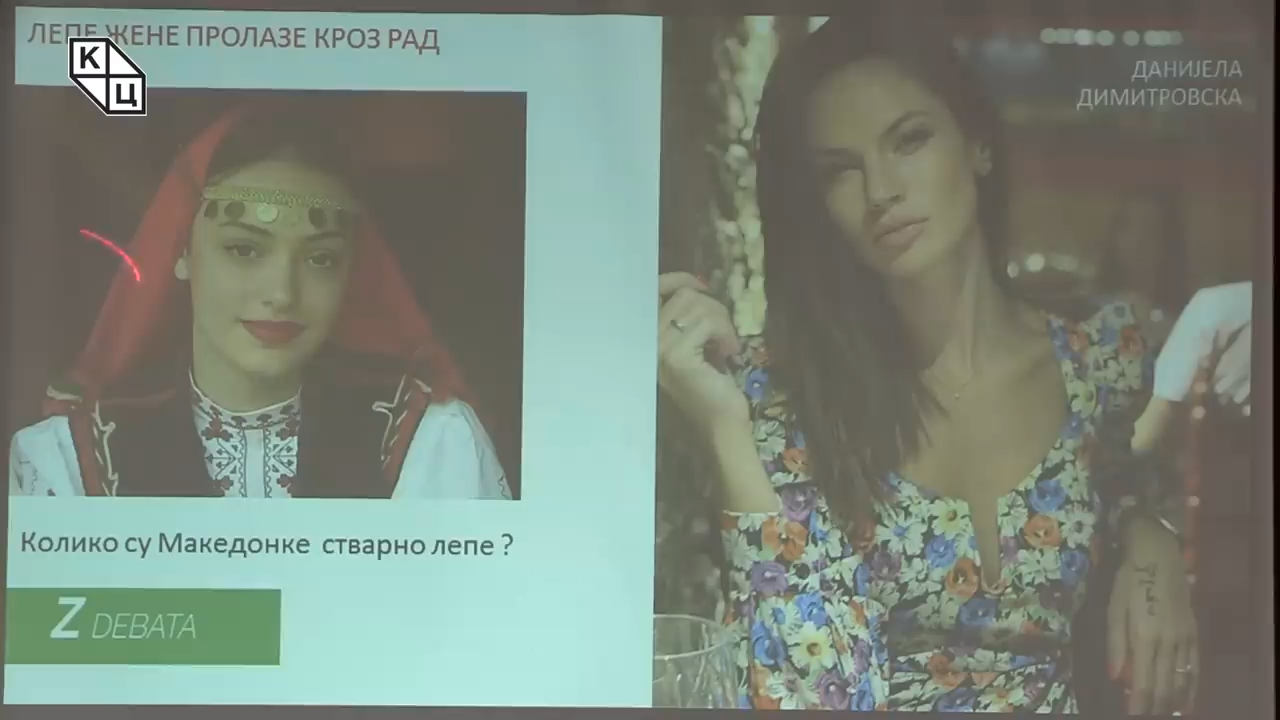 ЛЕПЕ ЖЕНЕ ПРОЛАЗЕ КРОЗ РАД
К
Ц
ДАНИЈЕЛА
ДИМИТРОВСКА
Колико су Македонке стварно лепе ?
Z DEBATA